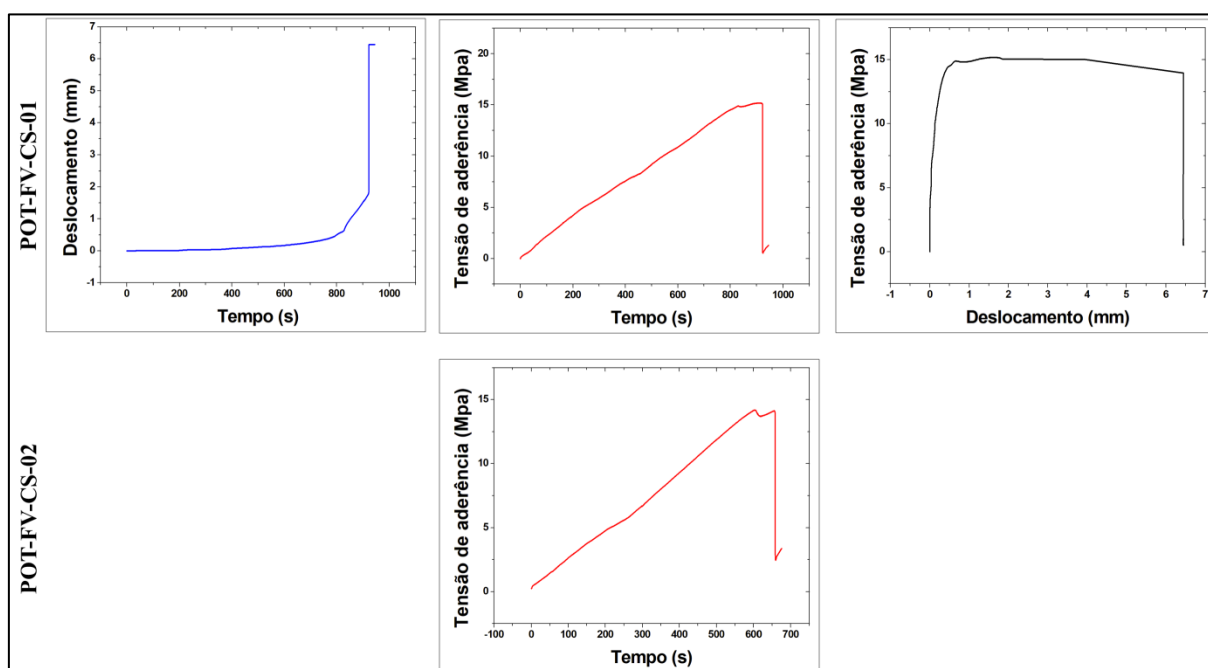 POT-FV-CS-01
Deslocamento (mm)
7
6
5
4
3
2
1
0
-1
0 200 400 600 800 1000
Tempo (s)
Tensão de aderência (Mpa)
20
15
10
5
0
0 200 400 600 800 1000
Tempo (s)
Tensão de aderência (Mpa)
15
10
5
0
-1 0 1 2 3 4 5 6 7
Deslocamento (mm)
POT-FV-CS-02
Tensão de aderência (Mpa)
15
10
5
0
-100 0 100 200 300 400 500 600 700
Tempo (s)